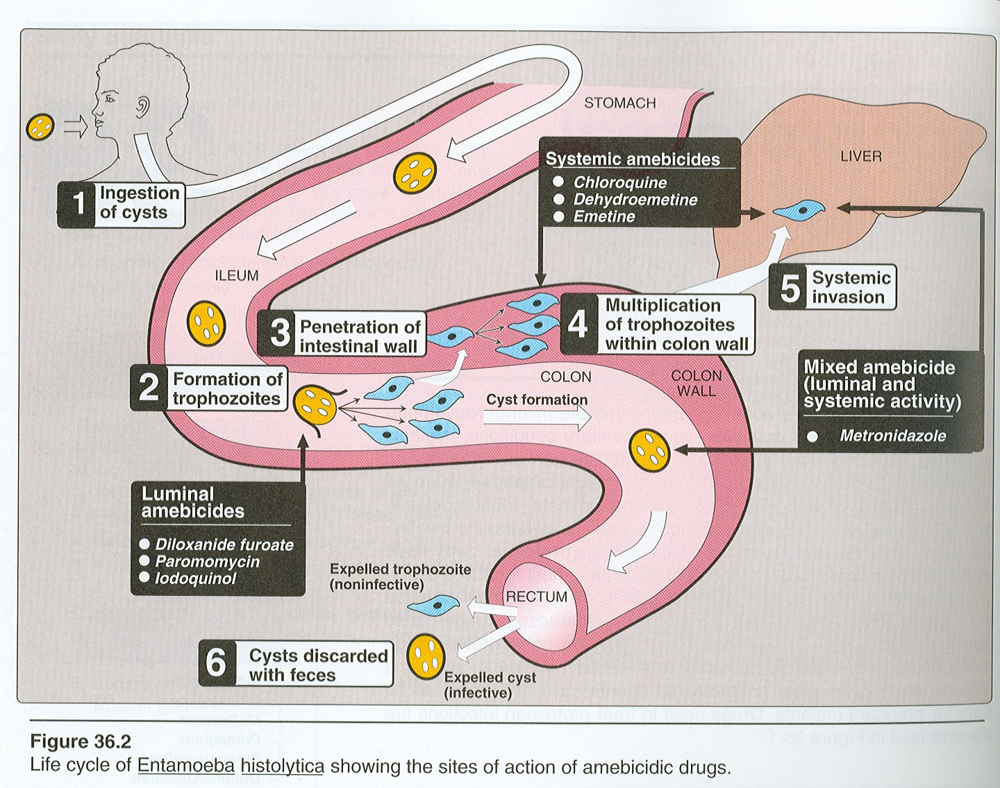 STOMACH
LIVER
Systemic amebicides
Chloroquine
Dehydroemetine
Emetine
1 Ingestion
of cysts
ILEUM
5 Systemic
invasion
3 Penetration of
intestinal wall
4 Multiplication
of trophozoites
within colon wall
2 Formation of
trophozoites
COLON
COLON
WALL
Cyst formation
Mixed amebicide
(luminal and
systemic activity)
Metronidazole
Luminal
amebicides
Diloxanide furoate
Paromomycin
Iodoquinol
Expelled trophozoite
(noninfective)
RECTUM
6 Cysts discarded
with feces
Expelled cyst
(infective)
Figure 36.2
Life cycle of Entamoeba histolytica showing the sites of action of amebicidic drugs.